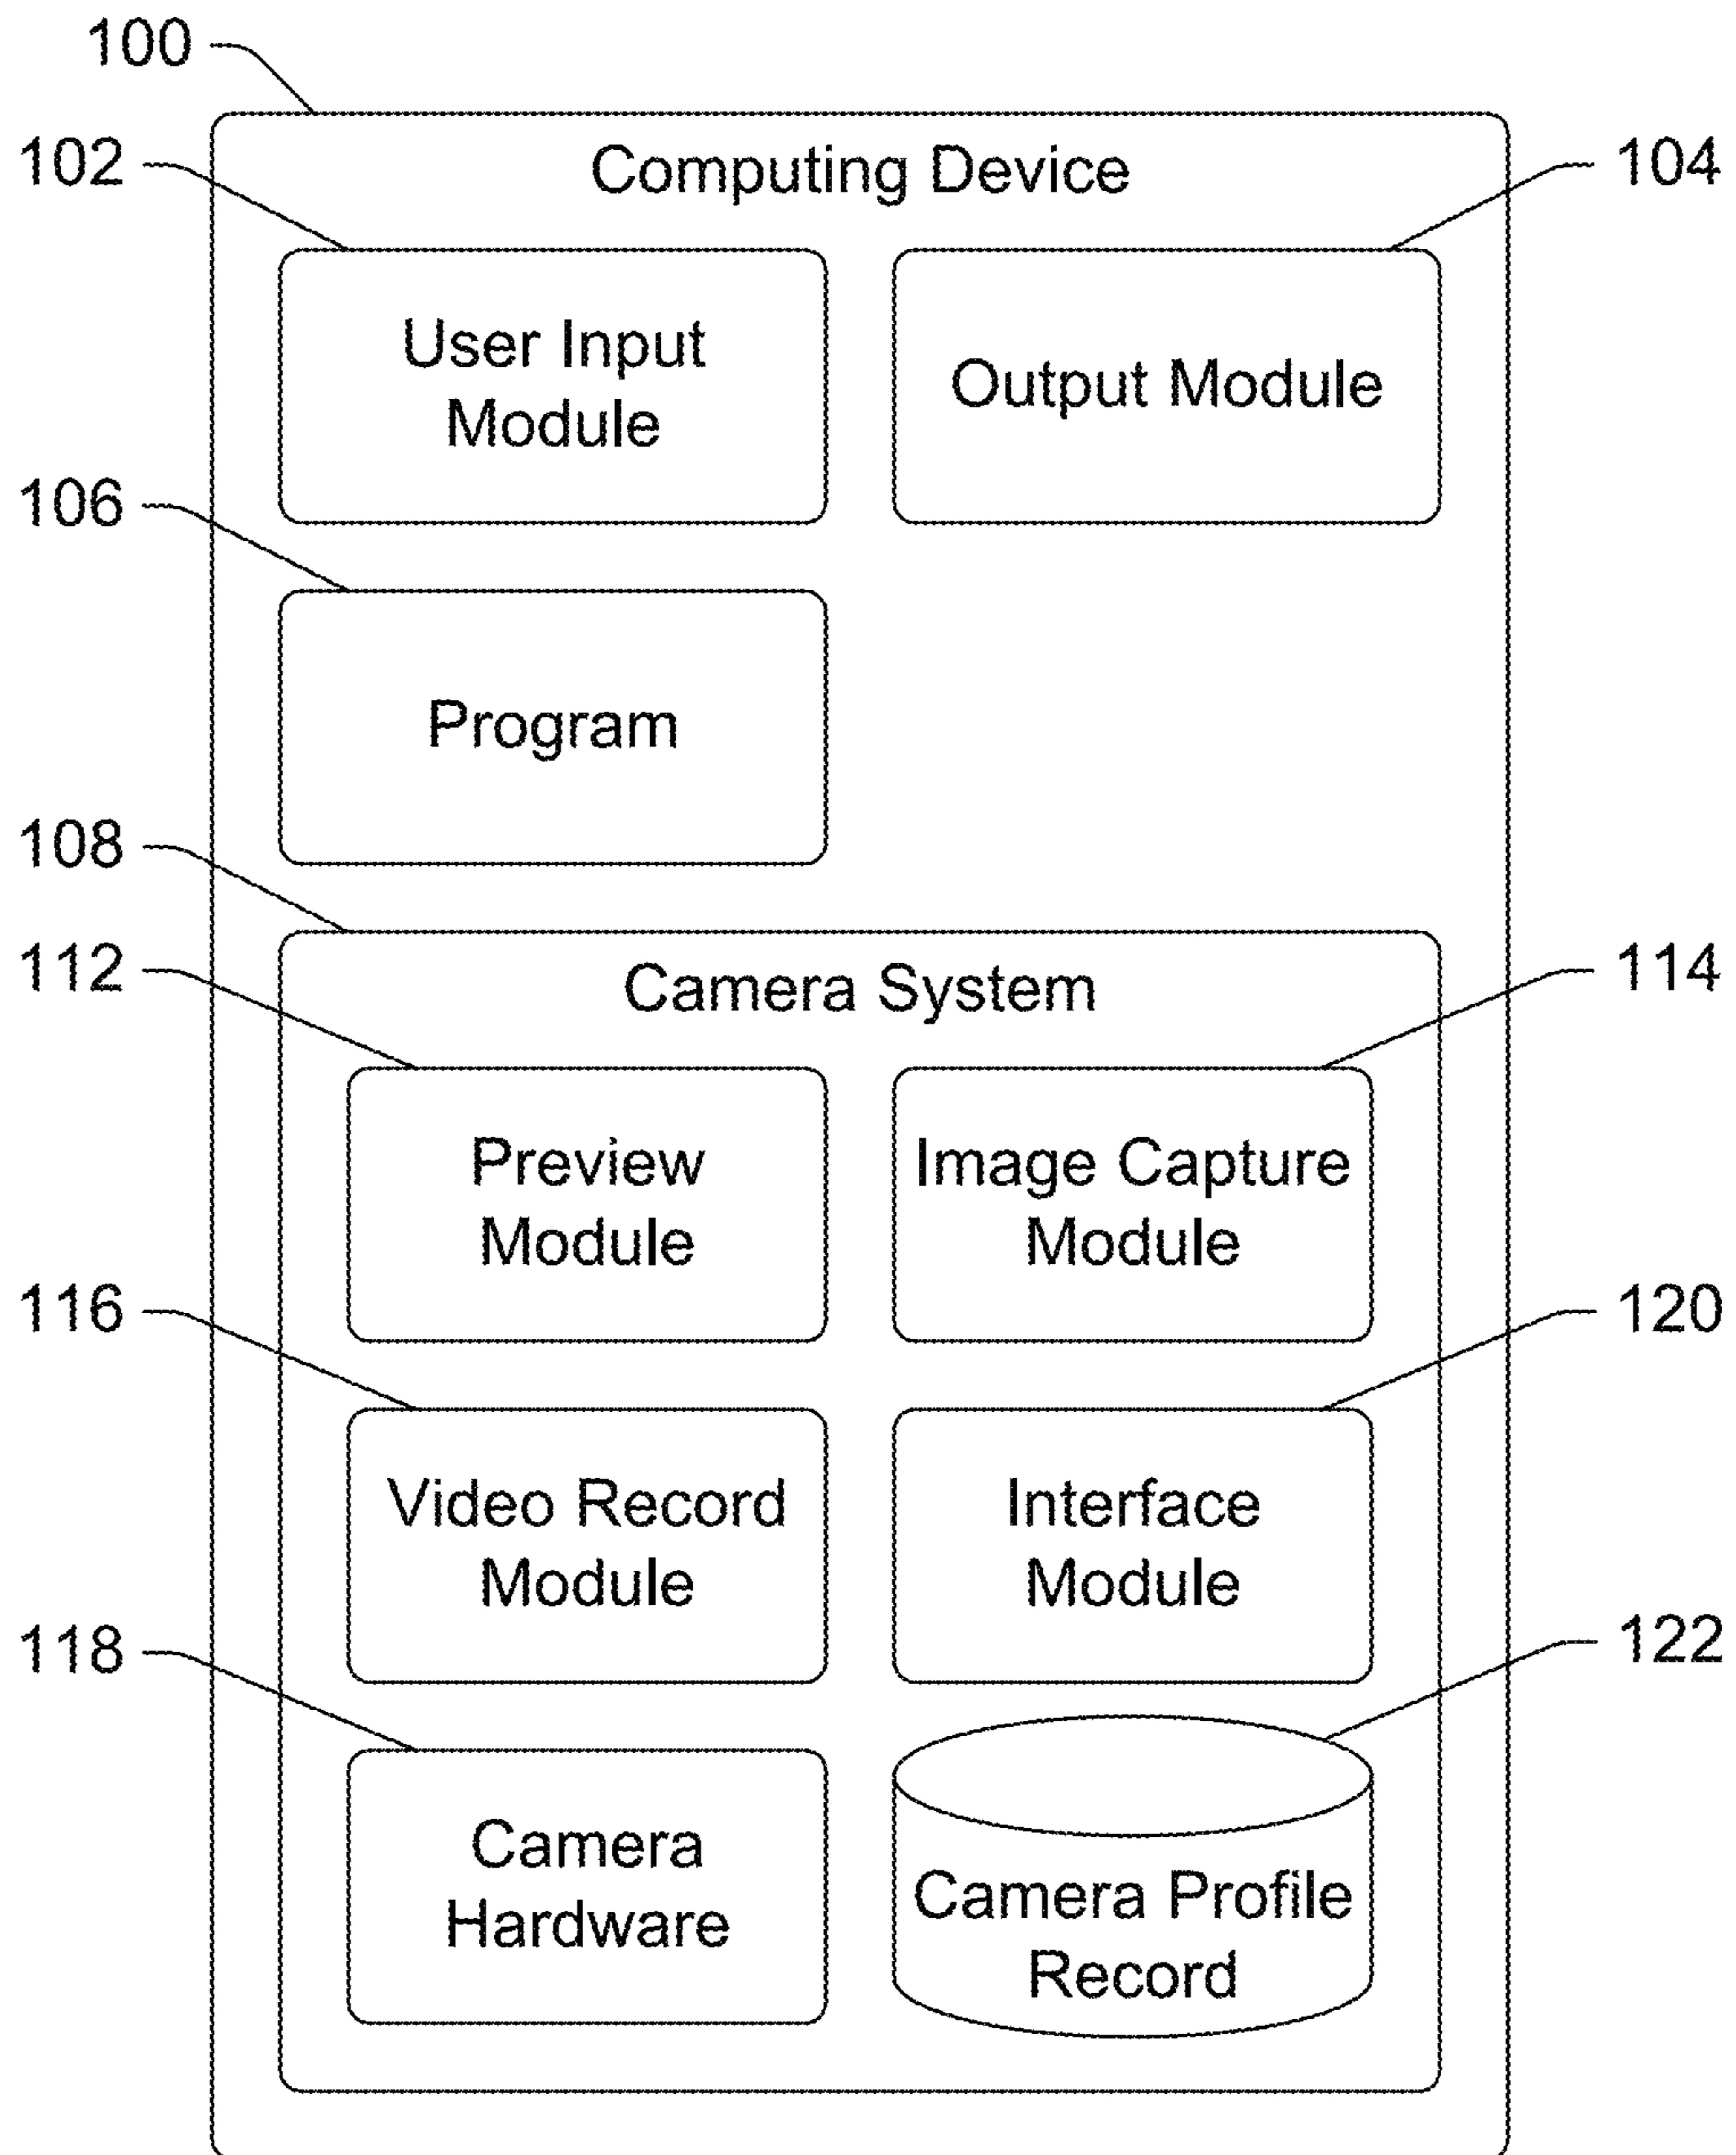 100
Computing Device
102
104
User Input
Module
Output Module
106
Program
108
Camera System
112
114
Preview
Module
Image Capture
Module
116
120
Video Record
Module
Interface
Module
118
122
Camera
Hardware
Camera Profile
Record